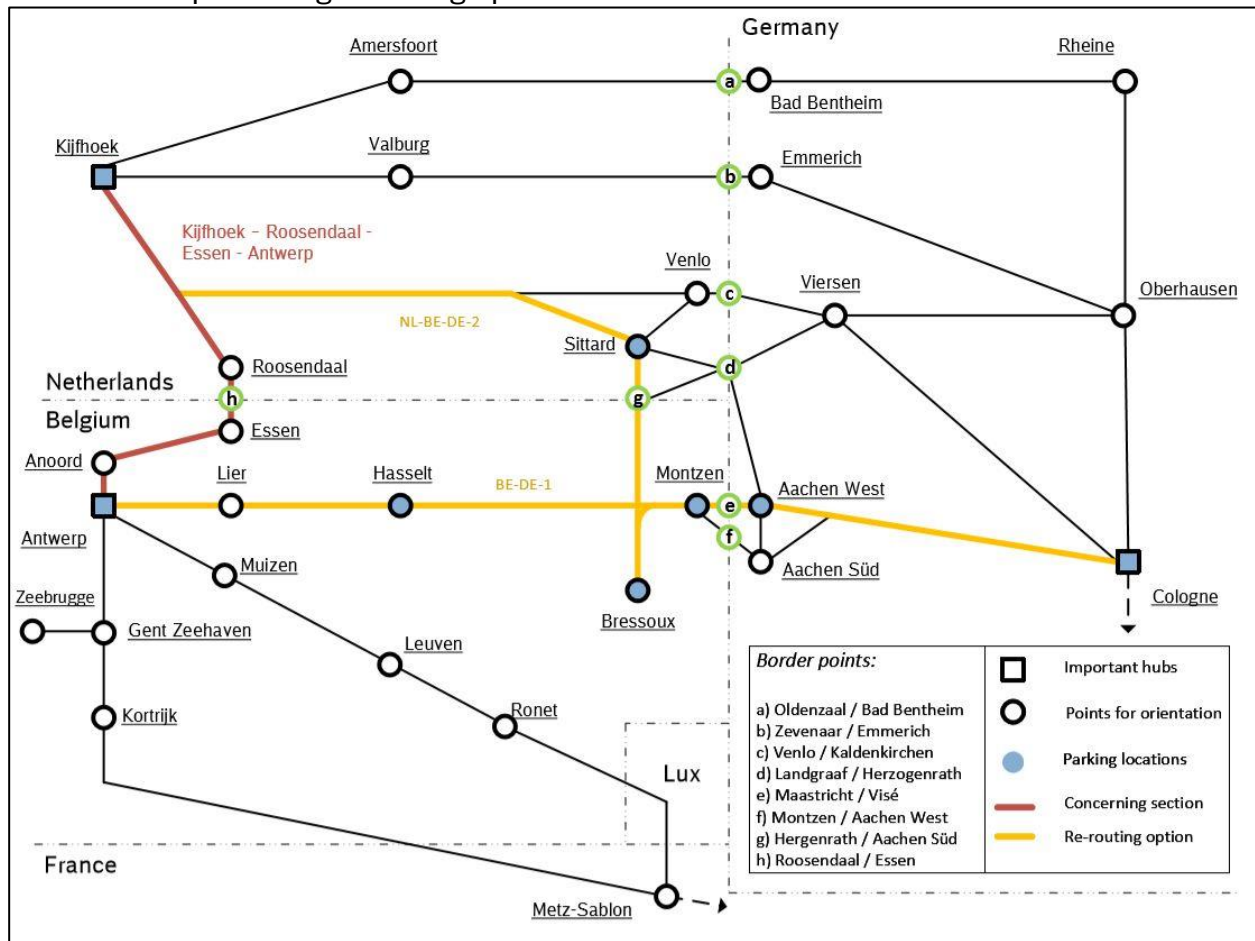 Germany
Amersfoort
Rheine
a
Bad Bentheim
Kijfhoek
Valburg
Emmerich
b
Kijfhoek – Roosendaal -
Essen - Antwerp
Venlo
c
Viersen
Oberhausen
NL-BE-DE-2
Sittard
d
Roosendaal
Netherlands
h
g
Belgium
Essen
Anoord
Lier
Hasselt
BE-DE-1
Montzen
Aachen West
e
f
Antwerp
Muizen
Aachen Süd
Zeebrugge
Bressoux
Cologne
Gent Zeehaven
Leuven
Kortrijk
Ronet
Lux
France
Metz-Sablon
Border points:
a) Oldenzaal / Bad Bentheim
b) Zevenaar / Emmerich
c) Venlo / Kaldenkirchen
d) Landgraaf / Herzogenrath
e) Maastricht / Visé
f) Montzen / Aachen West
g) Hergenrath / Aachen Süd
h) Roosendaal / Essen
Important hubs
Points for orientation
Parking locations
Concerning section
Re-routing option